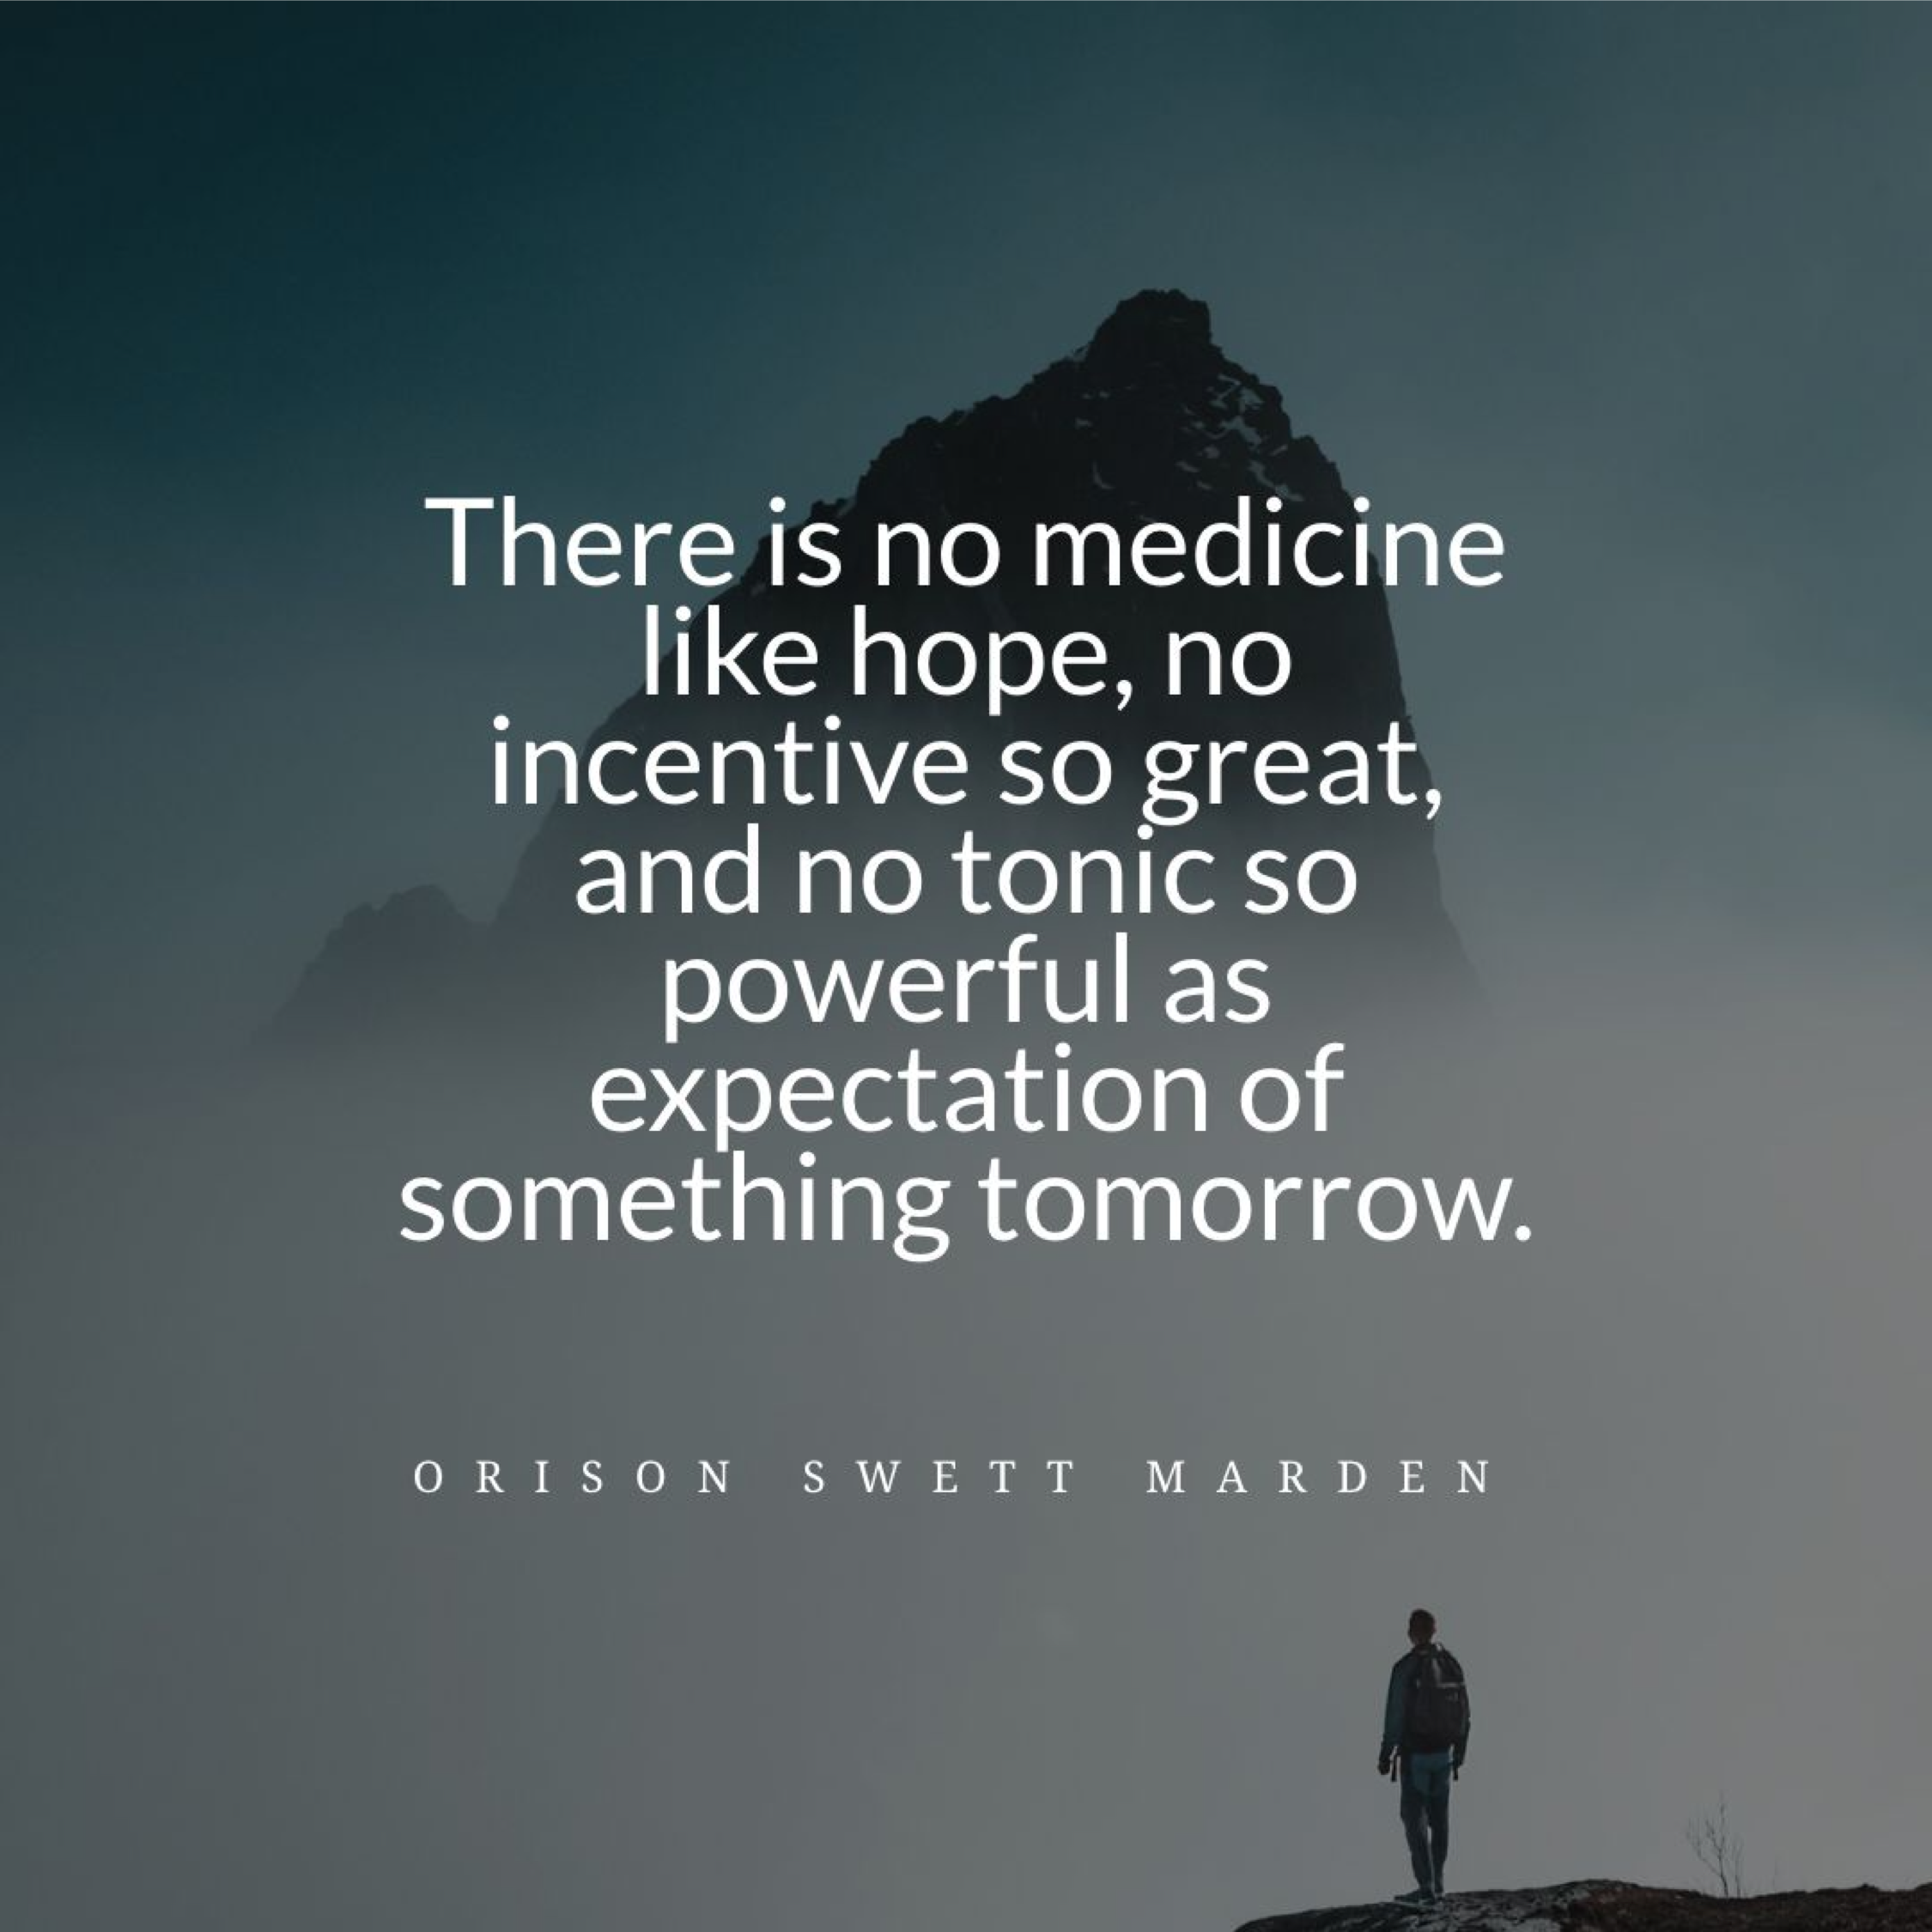 There is no medicine
like hope, no
incentive so great,
and no tonic so
powerful as
expectation of
something tomorrow.
ORISON SWETT MARDEN